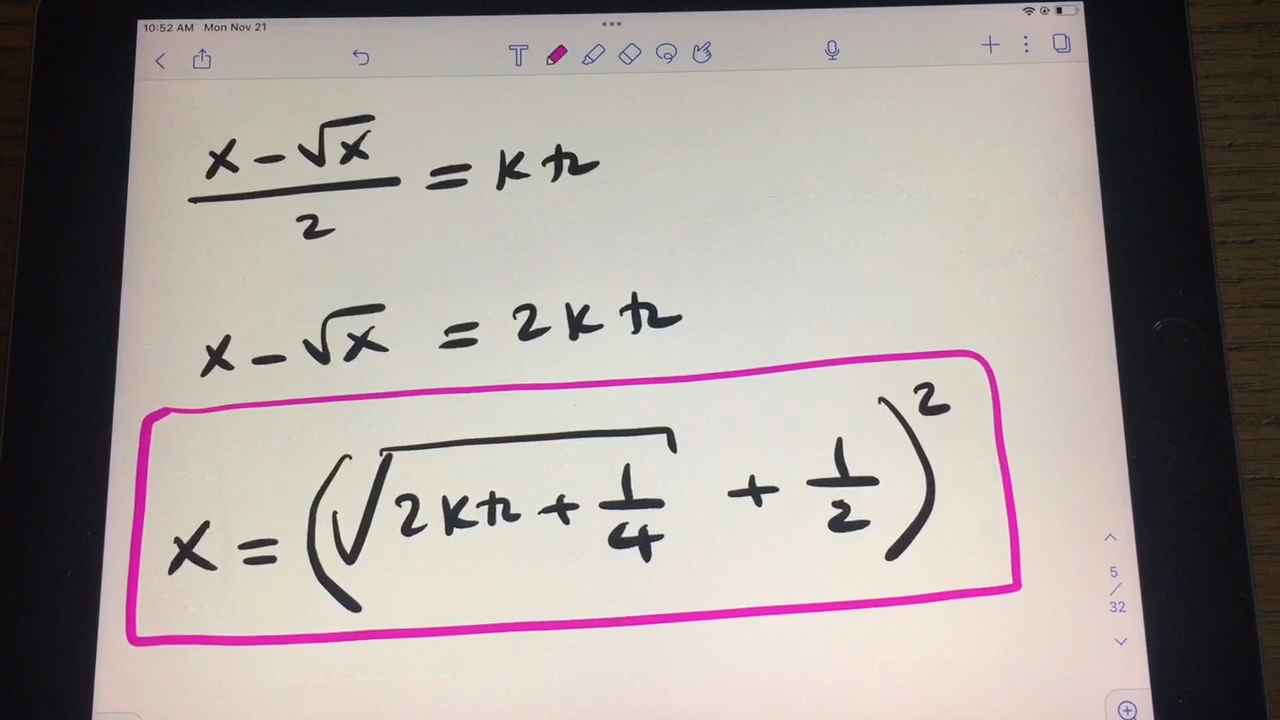 10:52 AM Mon Nov 21
T
x - √x / 2 = kπ
x - √x = 2kπ
x = (√(2kπ + 1/4) + 1/2)²
5
/
32